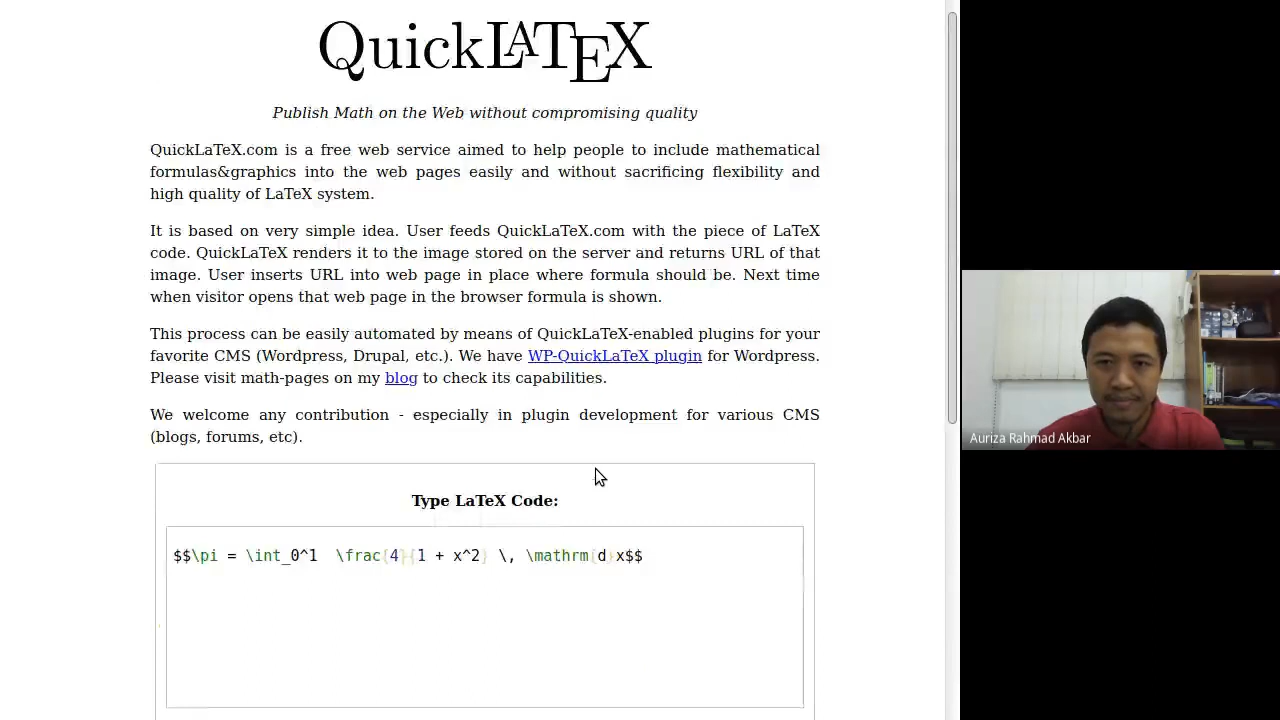 QuickLATEX
Publish Math on the Web without compromising quality
QuickLaTeX.com is a free web service aimed to help people to include mathematical
formulas&graphics into the web pages easily and without sacrificing flexibility and
high quality of LaTeX system.
It is based on very simple idea. User feeds QuickLaTeX.com with the piece of LaTeX
code. QuickLaTeX renders it to the image stored on the server and returns URL of that
image. User inserts URL into web page in place where formula should be. Next time
when visitor opens that web page in the browser formula is shown.
This process can be easily automated by means of QuickLaTeX-enabled plugins for your
favorite CMS (Wordpress, Drupal, etc.). We have WP-QuickLaTeX plugin for Wordpress.
Please visit math-pages on my blog to check its capabilities.
We welcome any contribution - especially in plugin development for various CMS
(blogs, forums, etc).
Type LaTeX Code:
$$\pi = \int_0^1  \frac{4}{1 + x^2} \, \mathrm{d}x$$
Auriza Rahmad Akbar